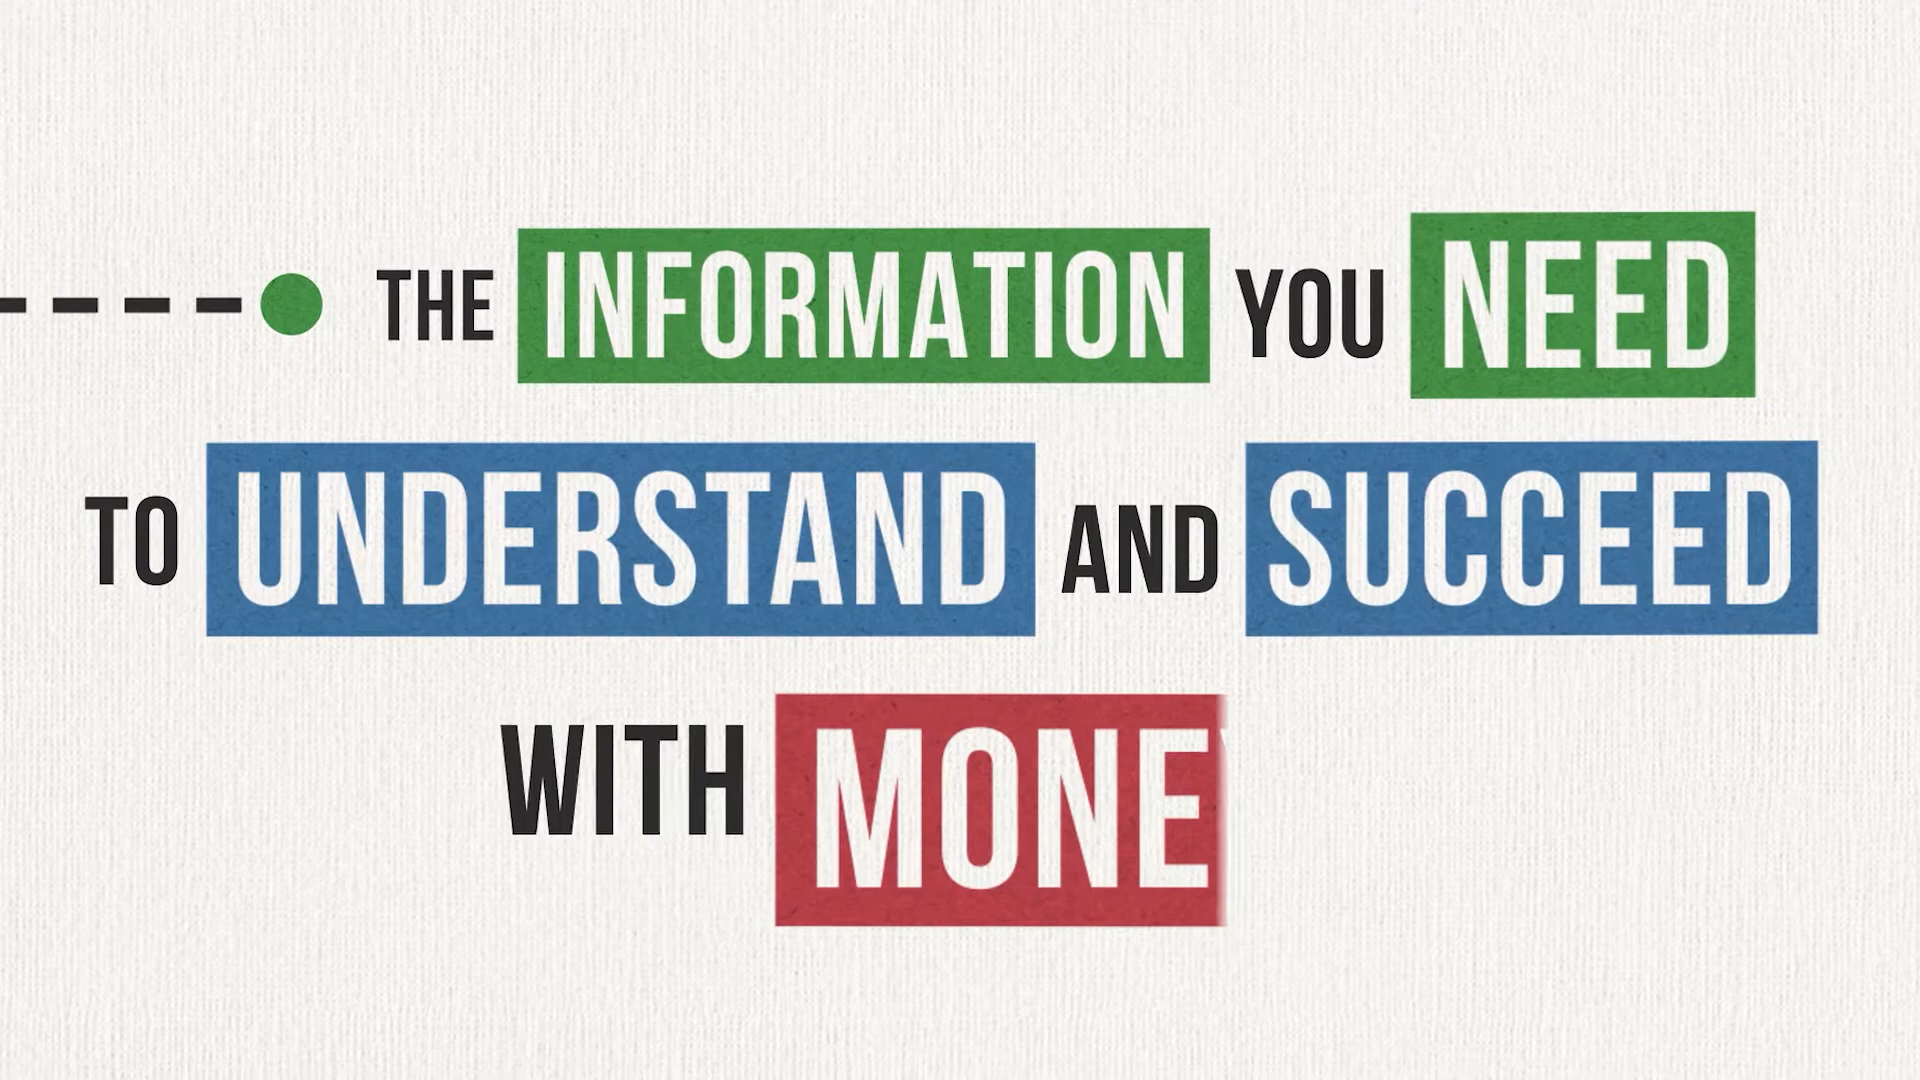 THE INFORMATION YOU NEED
TO UNDERSTAND AND SUCCEED
WITH MONE